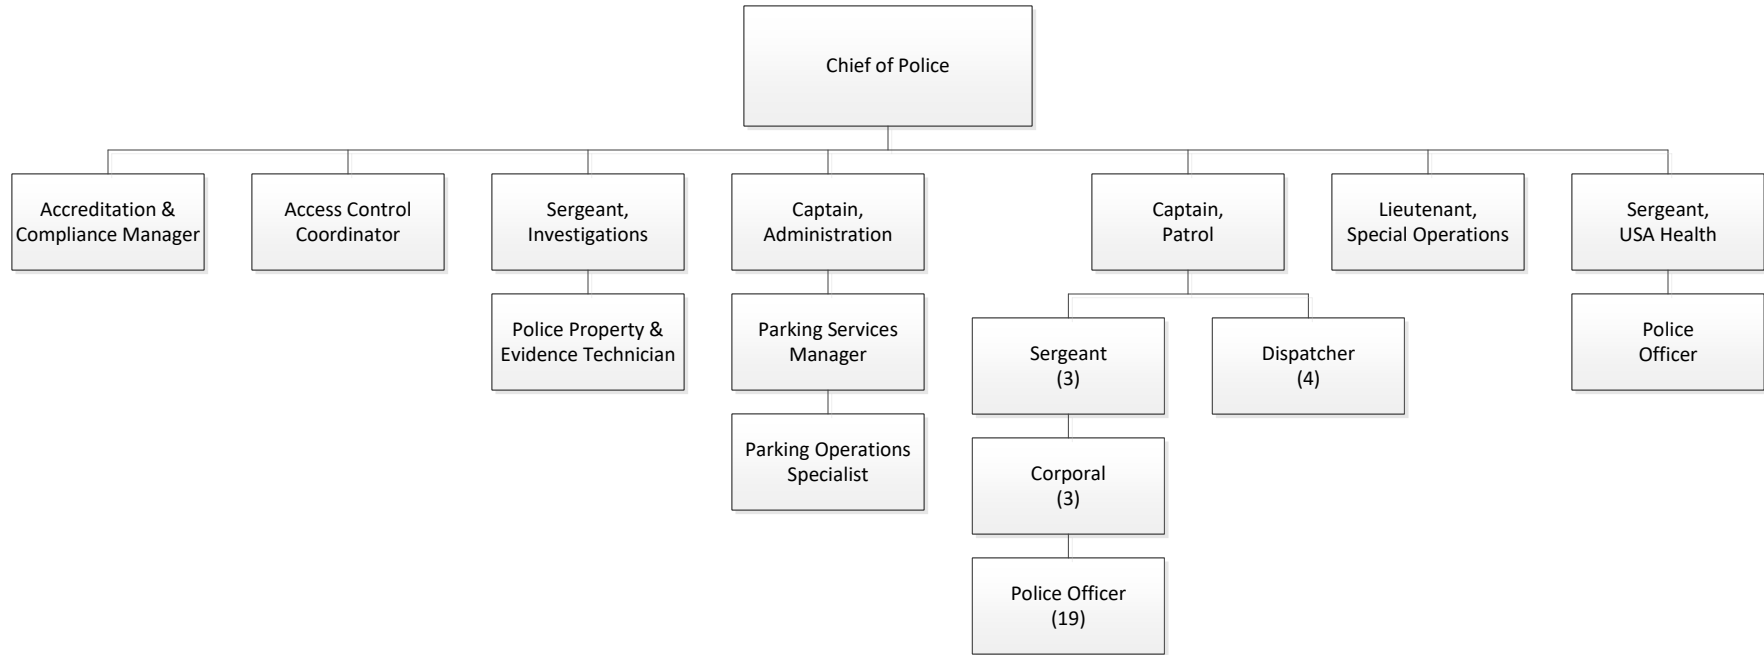 Chief of Police
Accreditation &
Compliance Manager
Access Control
Coordinator
Sergeant,
Investigations
Captain,
Administration
Captain,
Patrol
Lieutenant,
Special Operations
Sergeant,
USA Health
Police Property &
Evidence Technician
Parking Services
Manager
Sergeant
(3)
Dispatcher
(4)
Police
Officer
Parking Operations
Specialist
Corporal
(3)
Police Officer
(19)